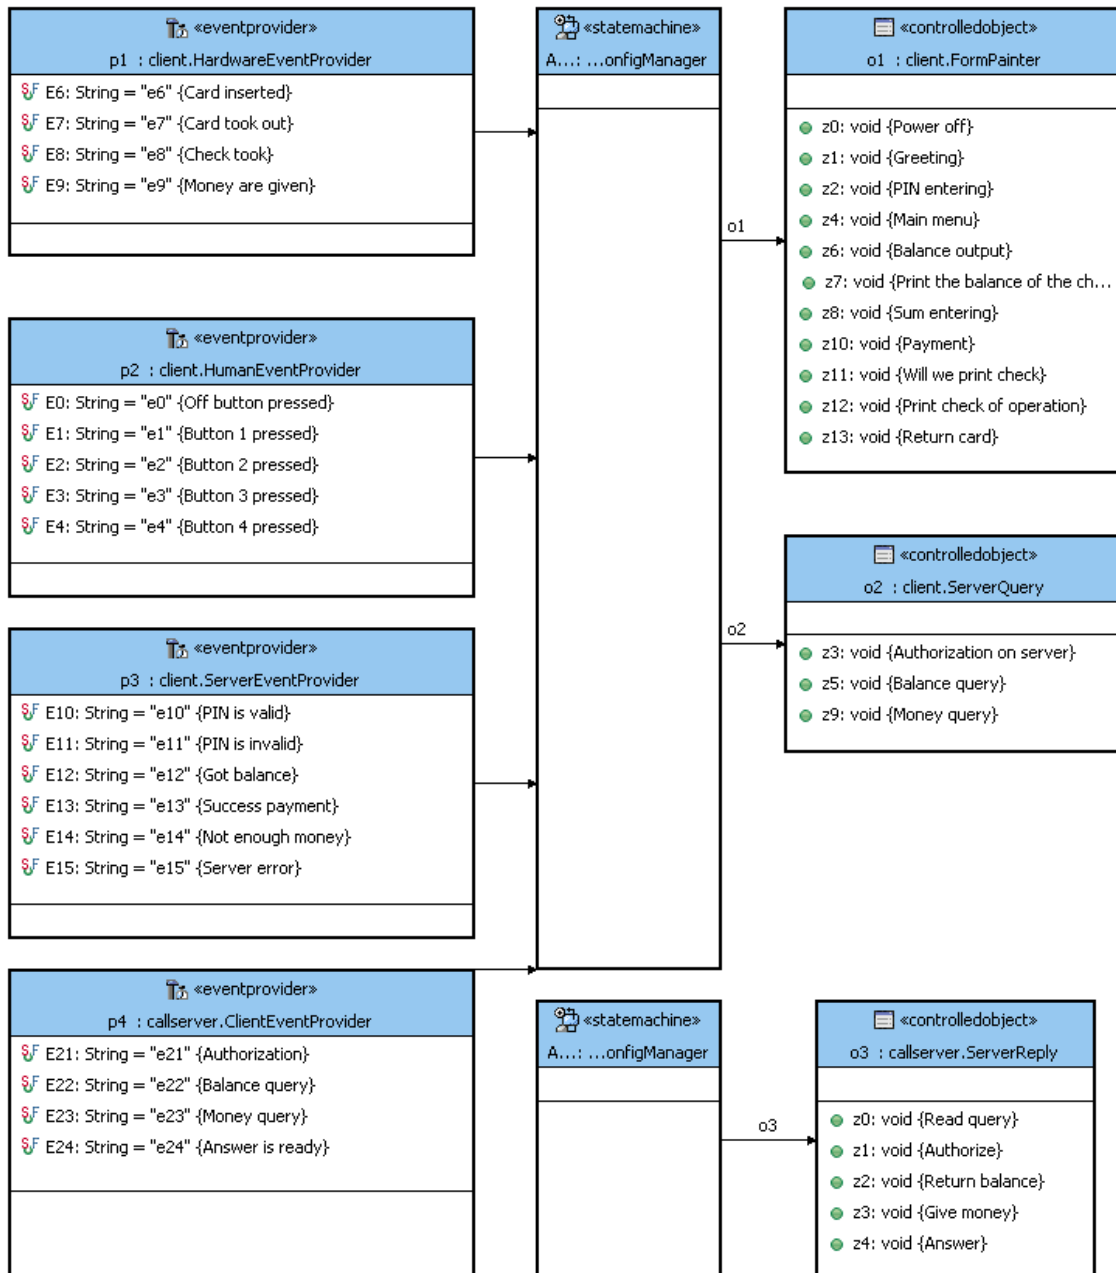 «eventprovider»
p1 : client.HardwareEventProvider
E6: String = "e6" {Card inserted}
E7: String = "e7" {Card took out}
E8: String = "e8" {Check took}
E9: String = "e9" {Money are given}
«eventprovider»
p2 : client.HumanEventProvider
E0: String = "e0" {Off button pressed}
E1: String = "e1" {Button 1 pressed}
E2: String = "e2" {Button 2 pressed}
E3: String = "e3" {Button 3 pressed}
E4: String = "e4" {Button 4 pressed}
«eventprovider»
p3 : client.ServerEventProvider
E10: String = "e10" {PIN is valid}
E11: String = "e11" {PIN is invalid}
E12: String = "e12" {Got balance}
E13: String = "e13" {Success payment}
E14: String = "e14" {Not enough money}
E15: String = "e15" {Server error}
«eventprovider»
p4 : callserver.ClientEventProvider
E21: String = "e21" {Authorization}
E22: String = "e22" {Balance query}
E23: String = "e23" {Money query}
E24: String = "e24" {Answer is ready}
«statemachine»
A...: ...onfigManager
o1
o2
«statemachine»
A...: ...onfigManager
o3
«controlledobject»
o1 : client.FormPainter
z0: void {Power off}
z1: void {Greeting}
z2: void {PIN entering}
z4: void {Main menu}
z6: void {Balance output}
z7: void {Print the balance of the ch...
z8: void {Sum entering}
z10: void {Payment}
z11: void {Will we print check}
z12: void {Print check of operation}
z13: void {Return card}
«controlledobject»
o2 : client.ServerQuery
z3: void {Authorization on server}
z5: void {Balance query}
z9: void {Money query}
«controlledobject»
o3 : callserver.ServerReply
z0: void {Read query}
z1: void {Authorize}
z2: void {Return balance}
z3: void {Give money}
z4: void {Answer}